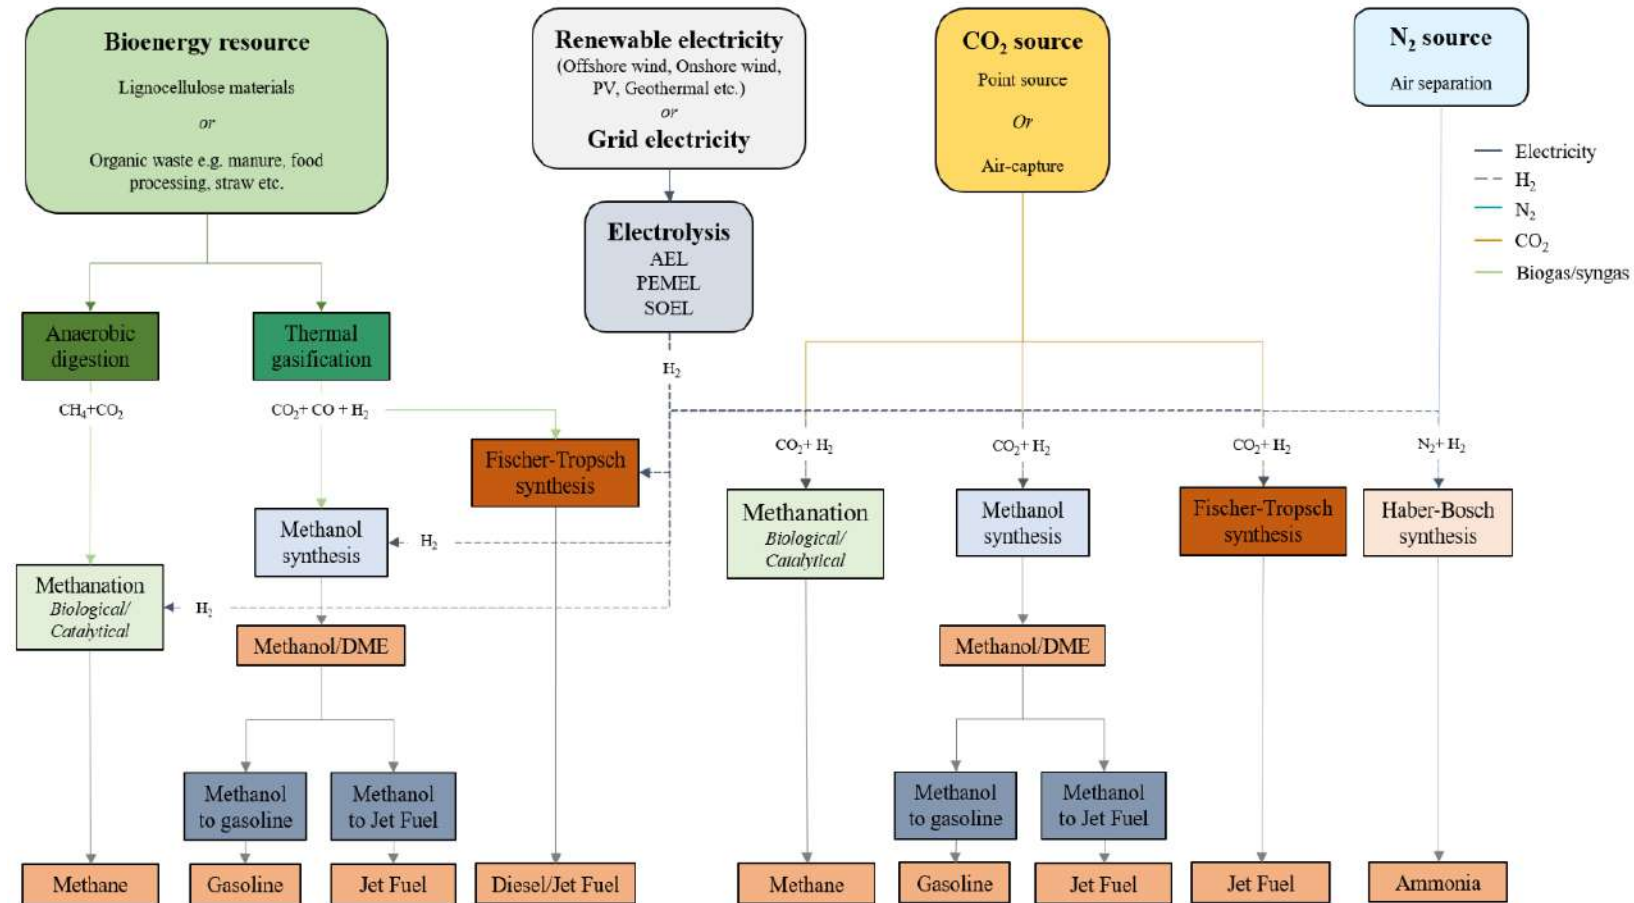 Bioenergy resource
Lignocellulose materials
or
Organic waste e.g. manure, food
processing, straw etc.
Renewable electricity
(Offshore wind, Onshore wind,
PV, Geothermal etc.)
or
Grid electricity
CO₂ source
Point source
Or
Air-capture
N₂ source
Air separation
Electricity
H₂
N₂
CO₂
Biogas/syngas
Electrolysis
AEL
PEMEL
SOEL
H₂
Anaerobic
digestion
Thermal
gasification
CH₄+CO₂
CO₂+ CO + H₂
Fischer-Tropsch
synthesis
CO₂+ H₂
CO₂+ H₂
CO₂+ H₂
N₂+ H₂
Methanol
synthesis
H₂
Methanation
Biological/
Catalytical
Methanol
synthesis
Fischer-Tropsch
synthesis
Haber-Bosch
synthesis
Methanation
Biological/
Catalytical
H₂
Methanol/DME
Methanol/DME
Methanol
to gasoline
Methanol
to Jet Fuel
Methanol
to gasoline
Methanol
to Jet Fuel
Methane
Gasoline
Jet Fuel
Diesel/Jet Fuel
Methane
Gasoline
Jet Fuel
Jet Fuel
Ammonia